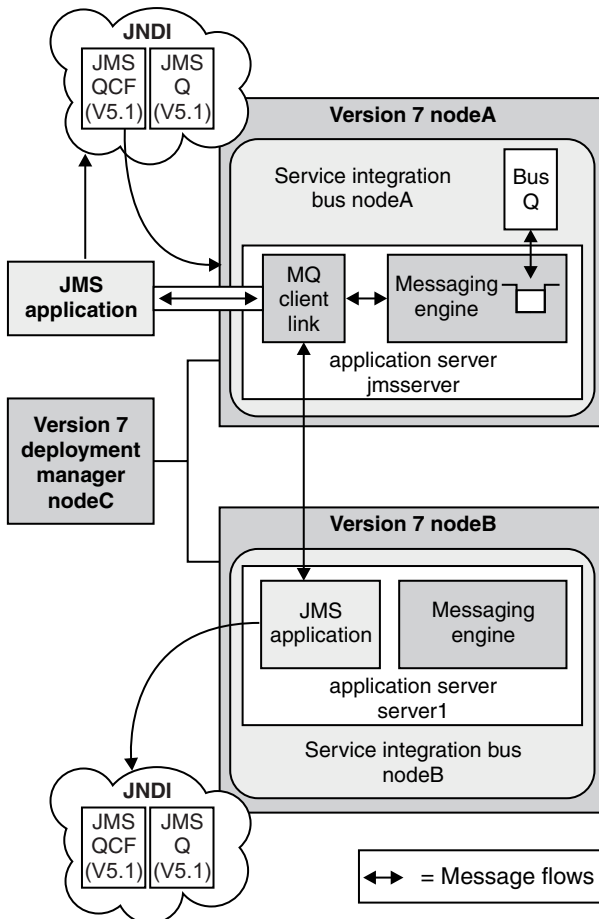 JNDI
JMS
QCF
(V5.1)
JMS
Q
(V5.1)
Version 7 nodeA
Service integration
bus nodeA
Bus
Q
JMS
application
MQ
client
link
Messaging
engine
application server
jmsserver
Version 7
deployment
manager
nodeC
Version 7 nodeB
JMS
application
Messaging
engine
application server
server1
Service integration bus
nodeB
JNDI
JMS
QCF
(V5.1)
JMS
Q
(V5.1)
= Message flows